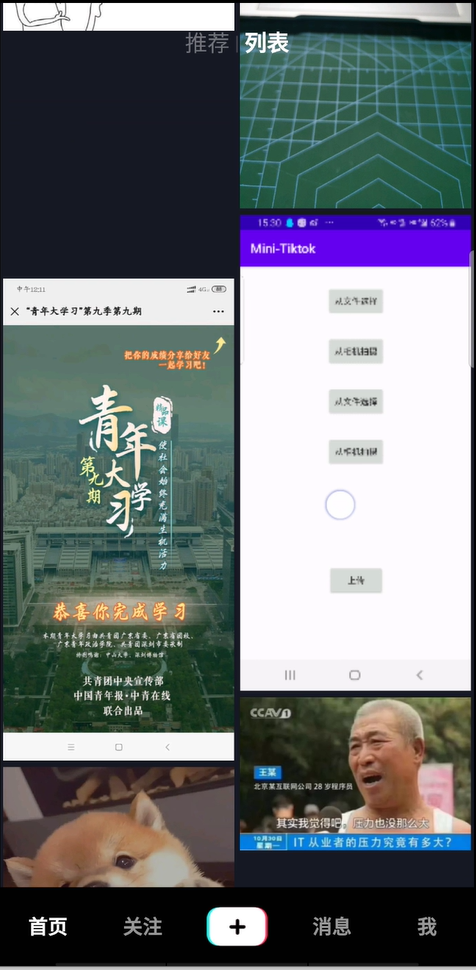 推荐
列表
中午12:11
4G
"青年大学习"第九季第九期
把你的成绩分享给好友
一起学习吧!
青年大学习
精品课
第九期
使社会始终充满生机活力
恭喜你完成学习
共青团中央宣传部
中国青年报·中青在线
联合出品
15:30
62%
Mini-Tiktok
从文件选择
从相机拍摄
从文件选择
从相机拍摄
上传
CCAV1
王某
北京某互联网公司 28 岁程序员
其实我觉得吧,压力也没那么大
10月30日
星期一
IT 从业者的压力究竟有多大?
首页
关注
消息
我